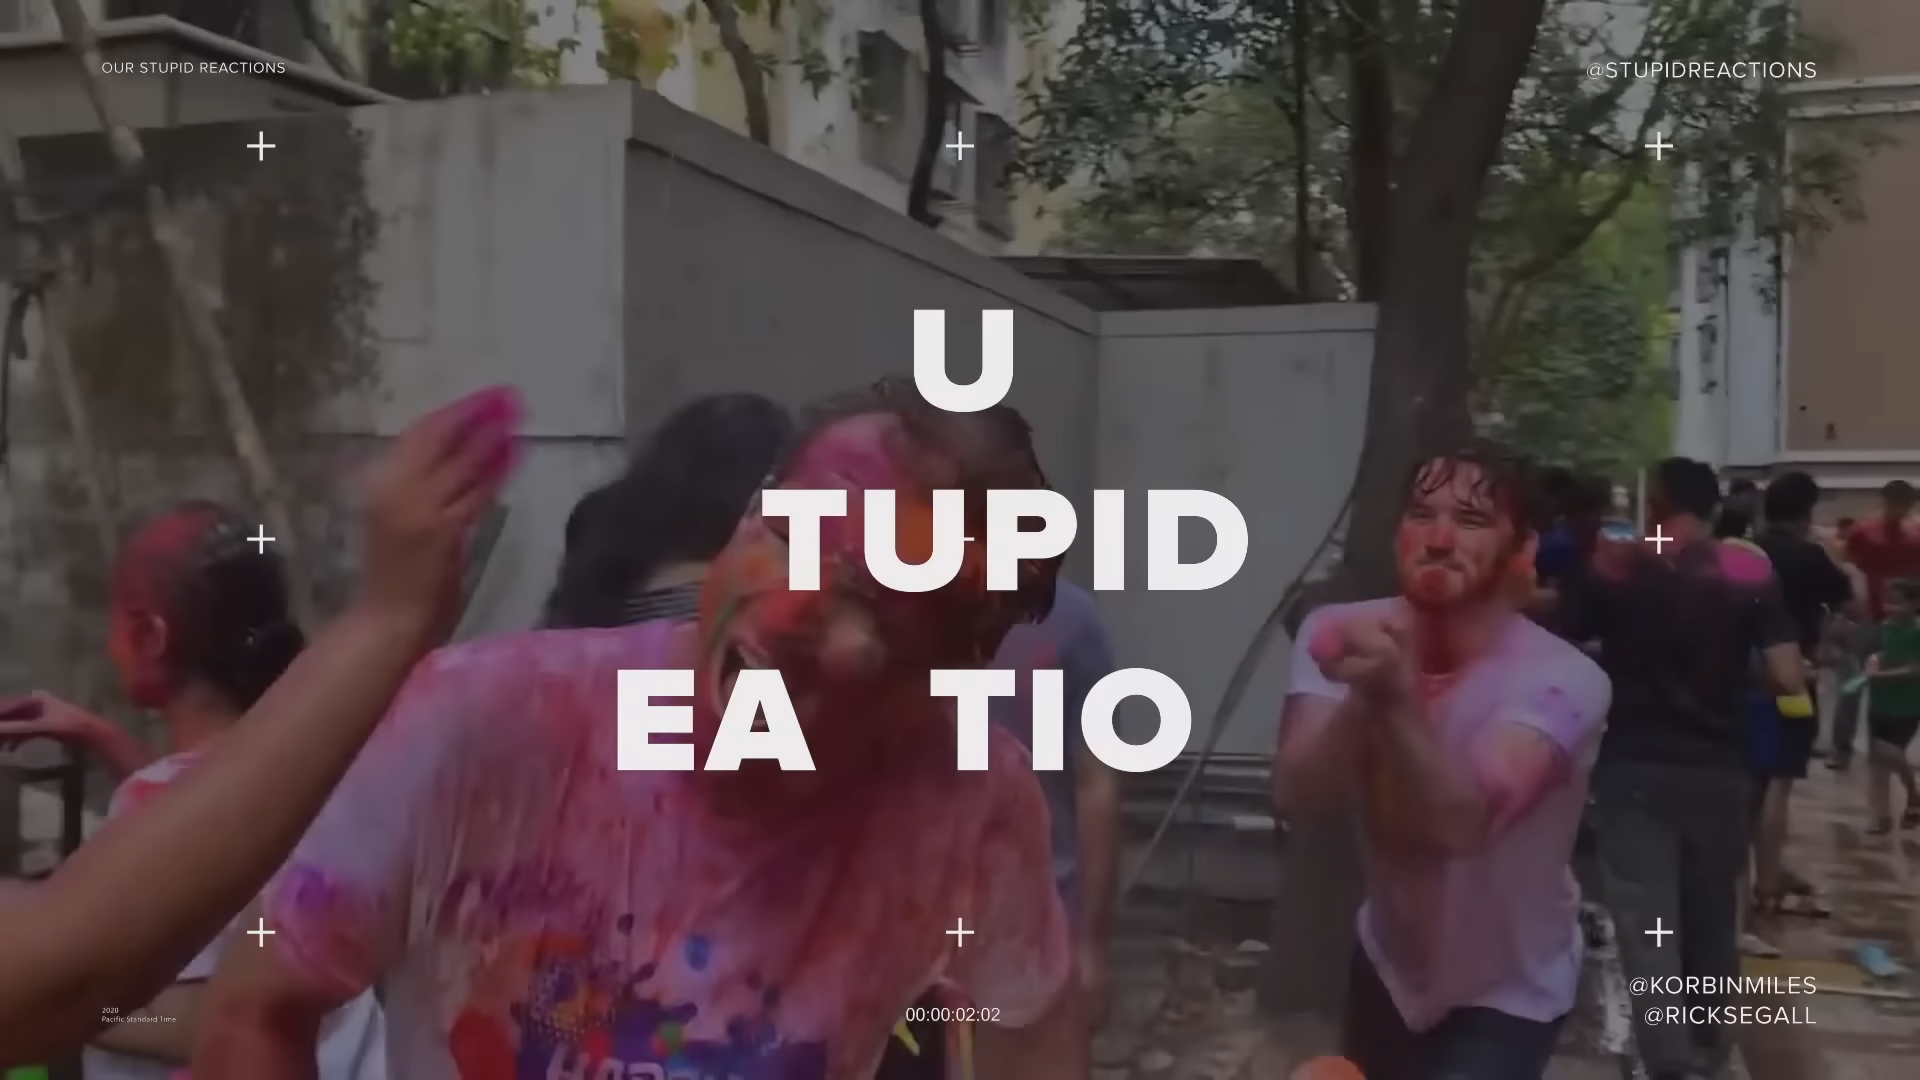 OUR STUPID REACTIONS
@STUPIDREACTIONS
U
TUPID
EA TIO
@KORBINMILES
@RICKSEGALL
2020
Pacific Standard Time
00:00:02:02